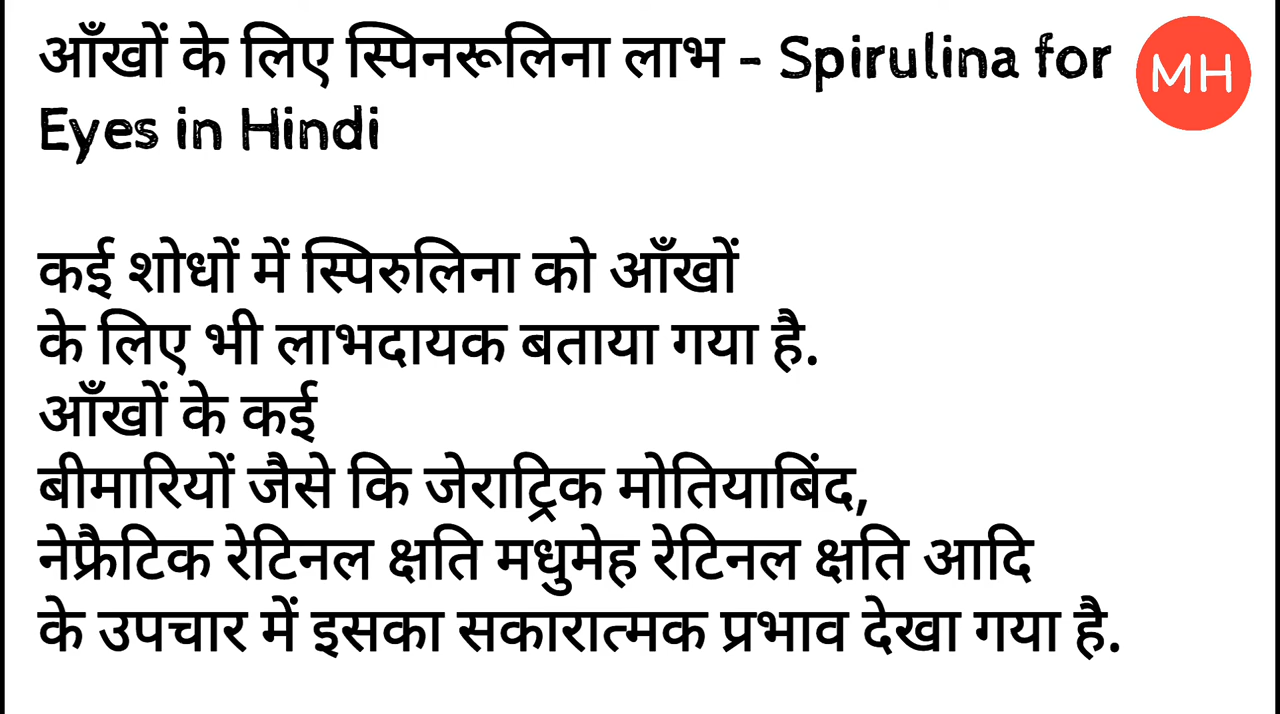 आँखों के लिए स्पिनरूलिना लाभ - Spirulina for
MH
Eyes in Hindi
कई शोधों में स्पिरुलिना को आँखों
के लिए भी लाभदायक बताया गया है.
आँखों के कई
बीमारियों जैसे कि जेराट्रिक मोतियाबिंद,
नेफ्रैटिक रेटिनल क्षति मधुमेह रेटिनल क्षति आदि
के उपचार में इसका सकारात्मक प्रभाव देखा गया है.